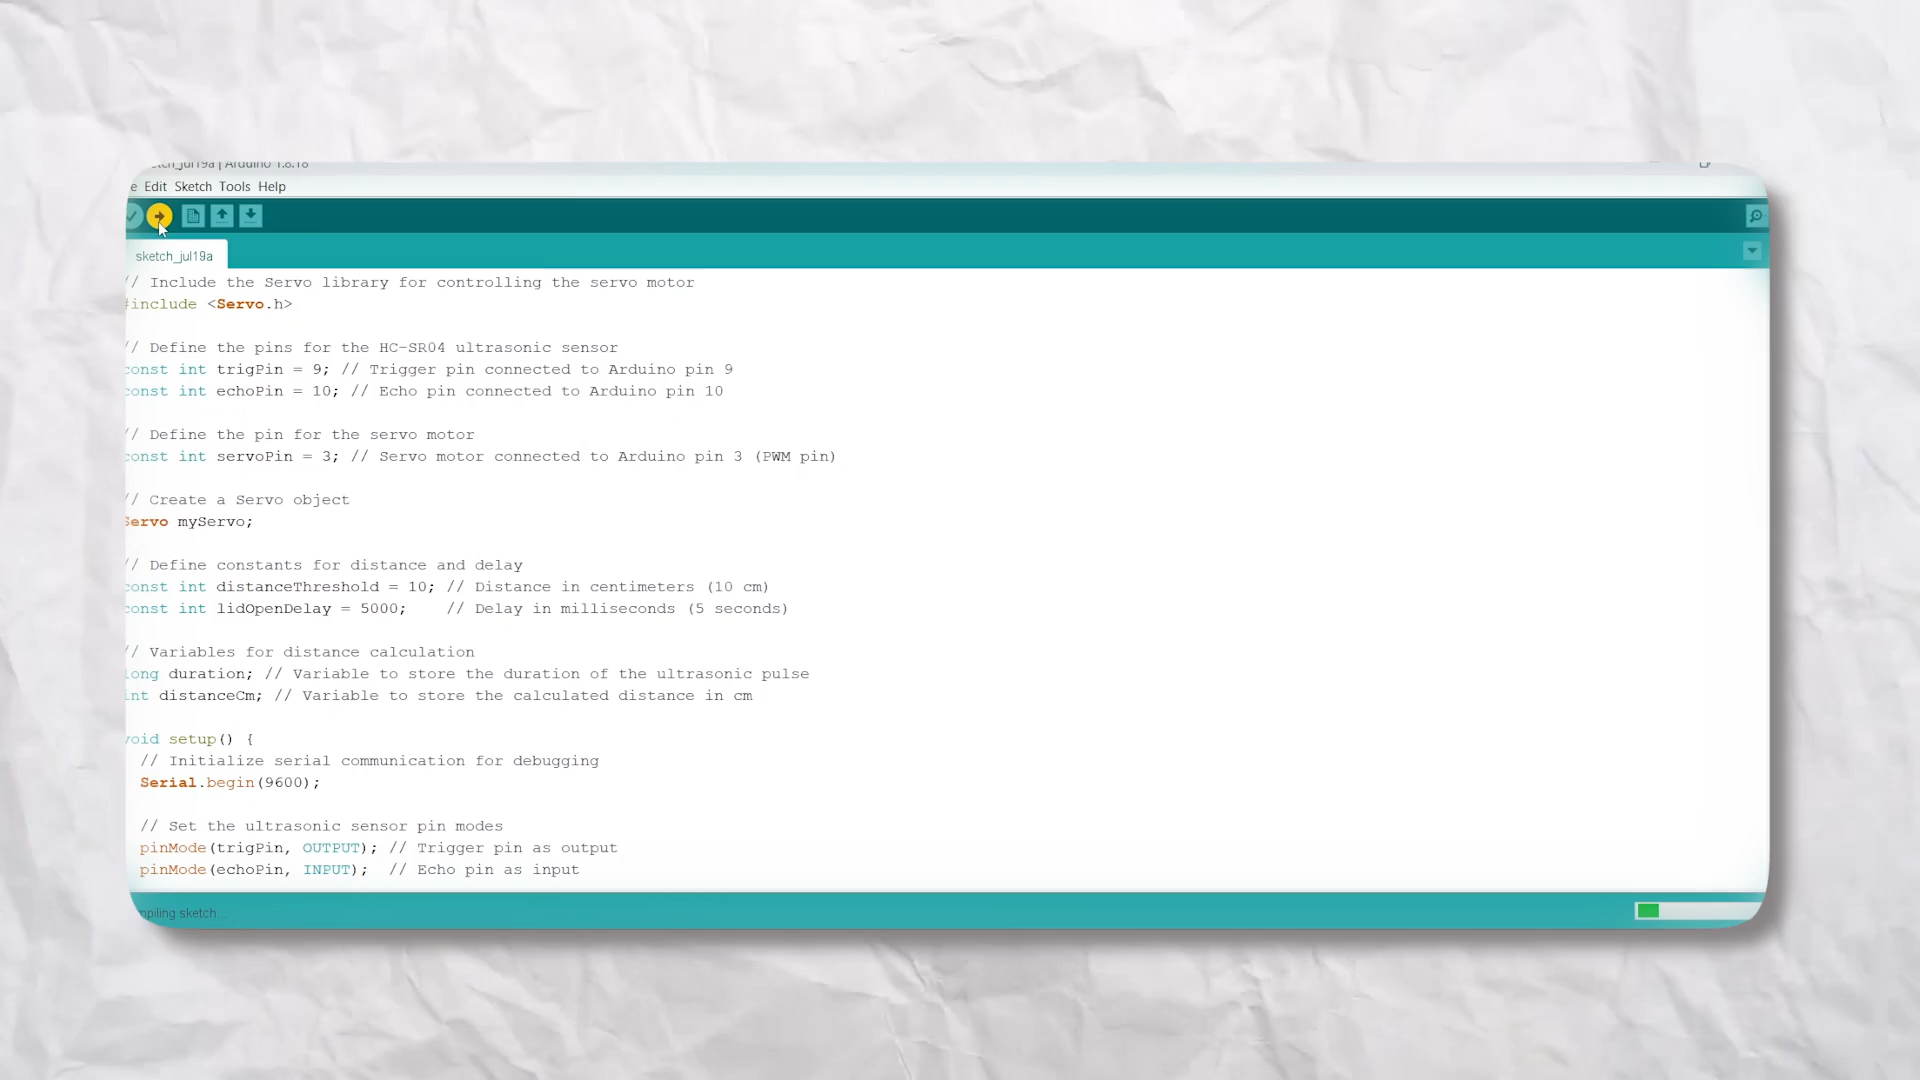 sketch_jul19a | Arduino 1.8.18
e Edit Sketch Tools Help
sketch_jul19a
// Include the Servo library for controlling the servo motor
#include <Servo.h>
// Define the pins for the HC-SR04 ultrasonic sensor
const int trigPin = 9; // Trigger pin connected to Arduino pin 9
const int echoPin = 10; // Echo pin connected to Arduino pin 10
// Define the pin for the servo motor
const int servoPin = 3; // Servo motor connected to Arduino pin 3 (PWM pin)
// Create a Servo object
Servo myServo;
// Define constants for distance and delay
const int distanceThreshold = 10; // Distance in centimeters (10 cm)
const int lidOpenDelay = 5000;    // Delay in milliseconds (5 seconds)
// Variables for distance calculation
long duration; // Variable to store the duration of the ultrasonic pulse
int distanceCm; // Variable to store the calculated distance in cm
void setup() {
  // Initialize serial communication for debugging
  Serial.begin(9600);
  // Set the ultrasonic sensor pin modes
  pinMode(trigPin, OUTPUT); // Trigger pin as output
  pinMode(echoPin, INPUT);  // Echo pin as input
mpiling sketch...